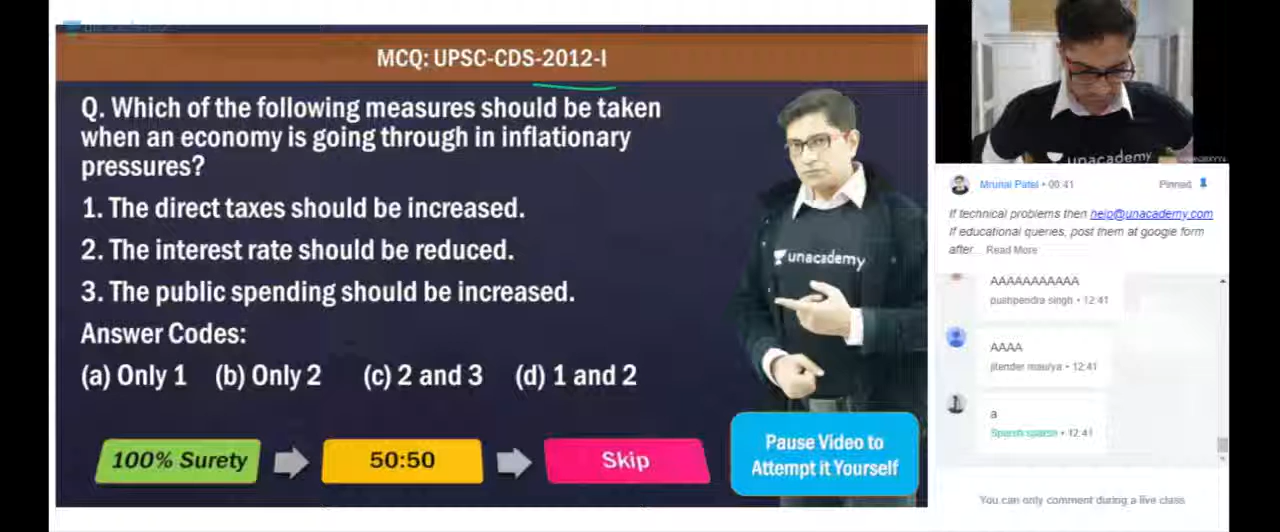 MCQ: UPSC-CDS-2012-I
Q. Which of the following measures should be taken
when an economy is going through in inflationary
pressures?
1. The direct taxes should be increased.
2. The interest rate should be reduced.
3. The public spending should be increased.
Answer Codes:
(a) Only 1 (b) Only 2 (c) 2 and 3 (d) 1 and 2
100% Surety
50:50
Skip
unacademy
Pause Video to
Attempt it Yourself
unacademy
Mrunal Patel • 00:41 Pinned
If technical problems then help@unacademy.com
If educational queries, post them at google form
after... Read More
AAAAAAAAAAA
pushpendra singh • 12:41
AAAA
jitender maulya • 12:41
a
12:41
You can only comment during a live class